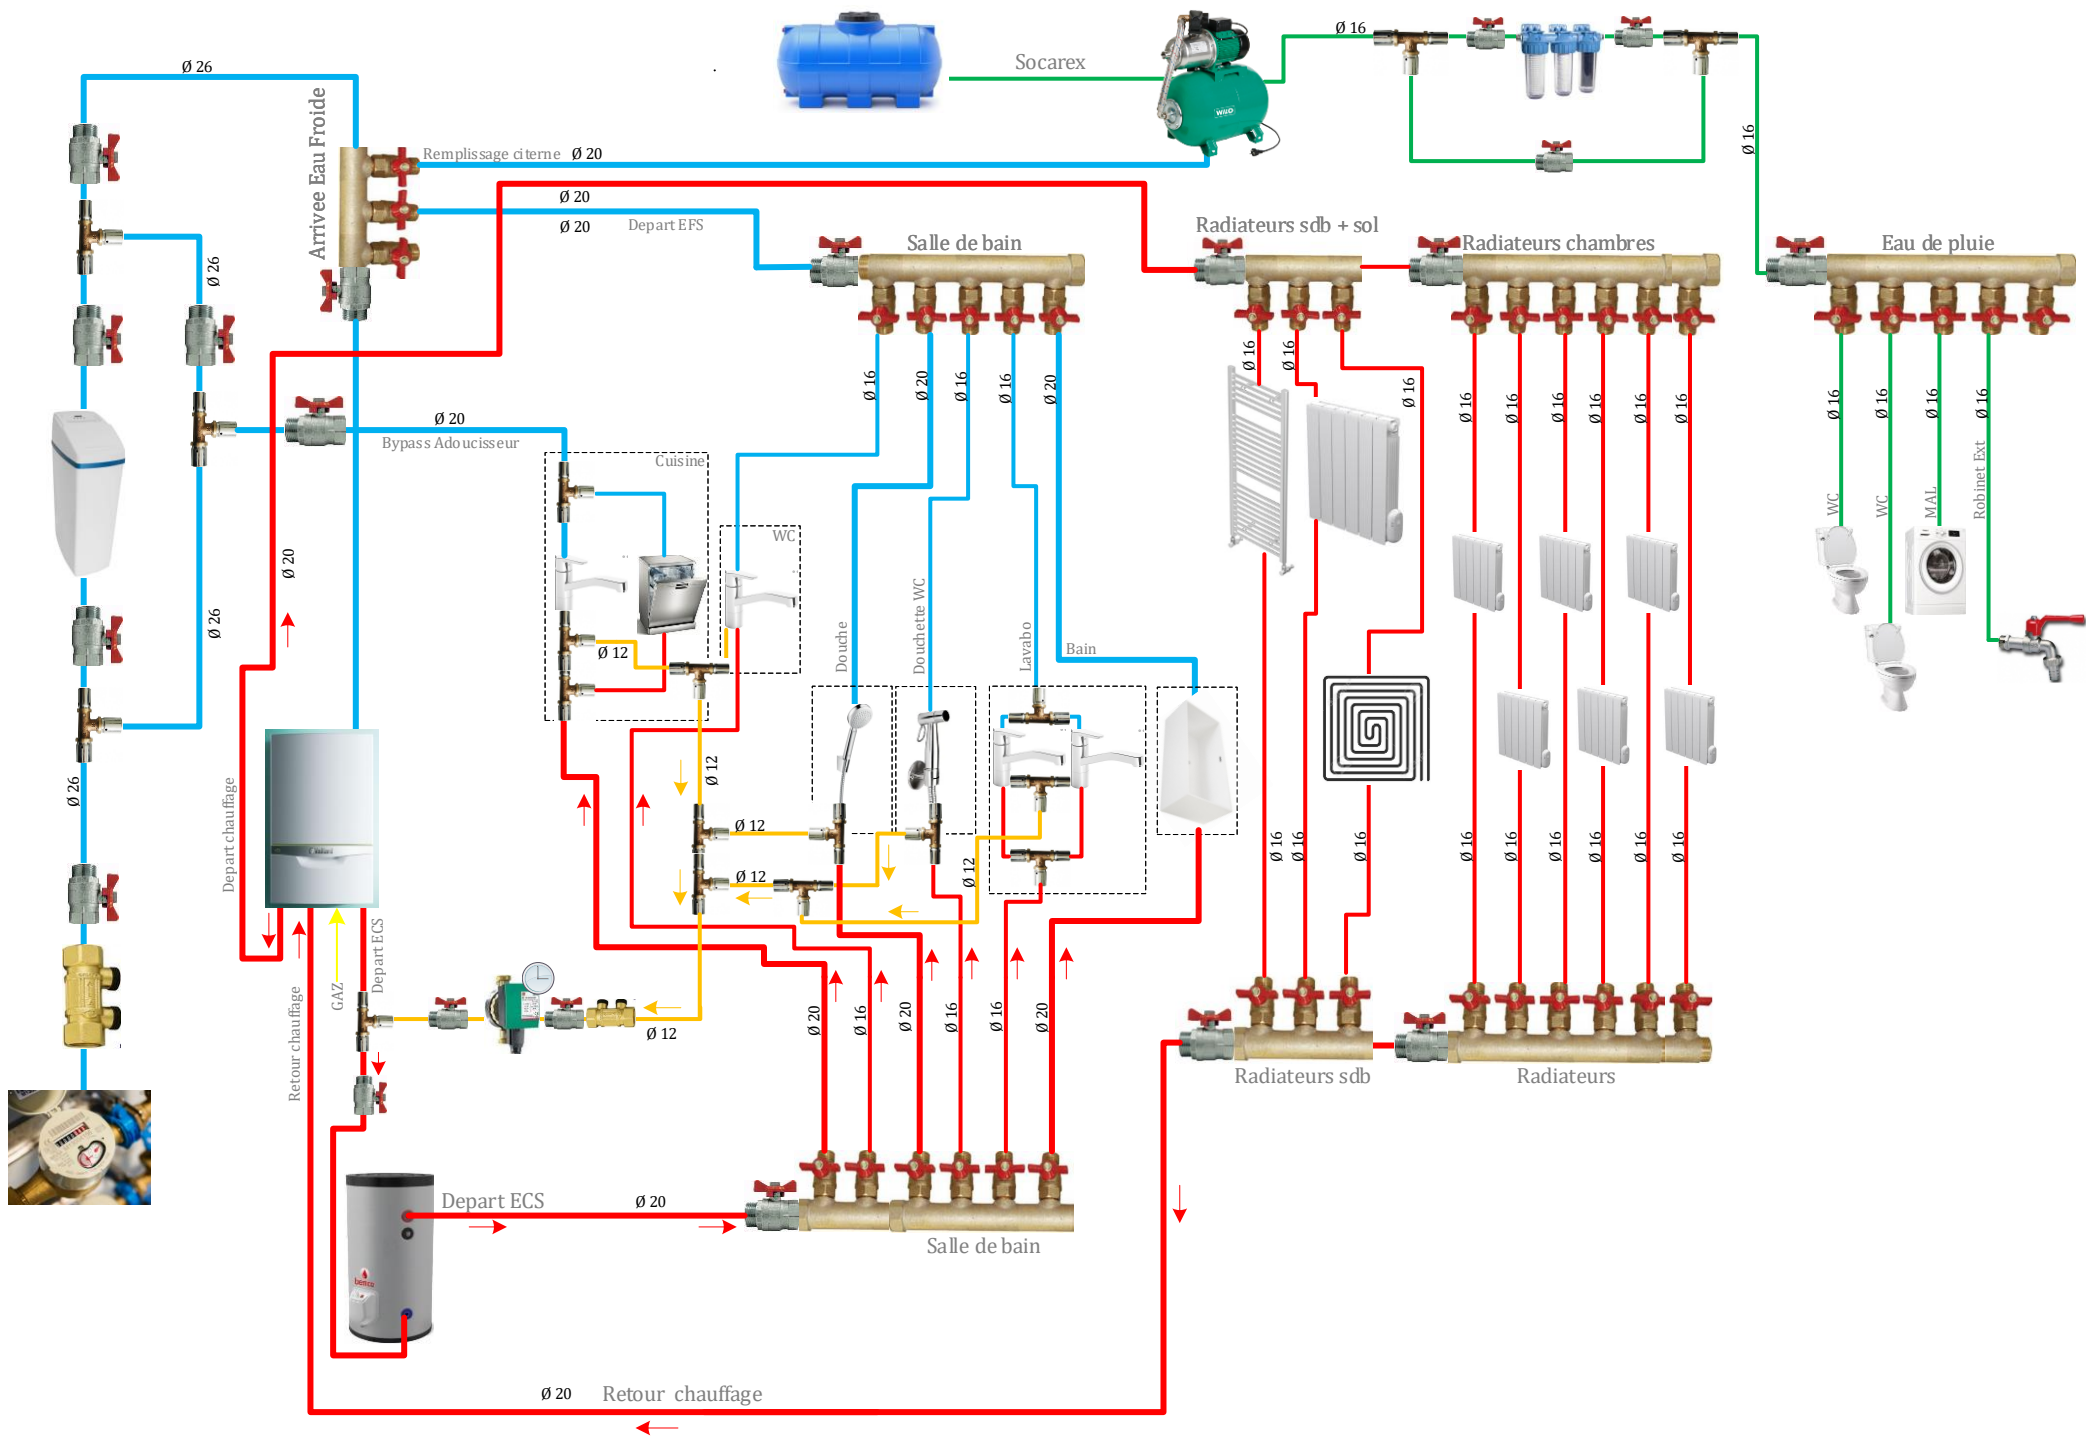 Ø 26
Socarex
Ø 16
WILO
Arrivee Eau Froide
Remplissage citerne Ø 20
Ø 20
Ø 20
Depart EFS
Ø 16
Salle de bain
Radiateurs sdb + sol
Radiateurs chambres
Eau de pluie
Ø 26
Ø 16
Ø 20
Ø 16
Ø 16
Ø 20
Ø 16
Ø 16
Ø 16
Ø 16
Ø 16
Ø 16
Ø 16
Ø 16
Ø 16
Ø 16
Ø 16
Ø 16
Ø 16
Ø 20
Bypass Adoucisseur
Cuisine
WC
WC
WC
MAL
Robinet Ext
Ø 20
Ø 26
Ø 12
Douche
Douchette WC
Lavabo
Bain
Ø 26
Depart chauffage
Vaillant
Ø 12
Ø 12
Ø 12
Ø 12
Ø 16
Ø 16
Ø 16
Ø 16
Ø 16
Ø 16
Ø 16
Ø 16
Ø 16
Retour chauffage
GAZ
Depart ECS
Ø 12
Ø 20
Ø 16
Ø 20
Ø 16
Ø 16
Ø 20
Radiateurs sdb
Radiateurs
Depart ECS
Ø 20
Salle de bain
bemco
Ø 20 Retour chauffage